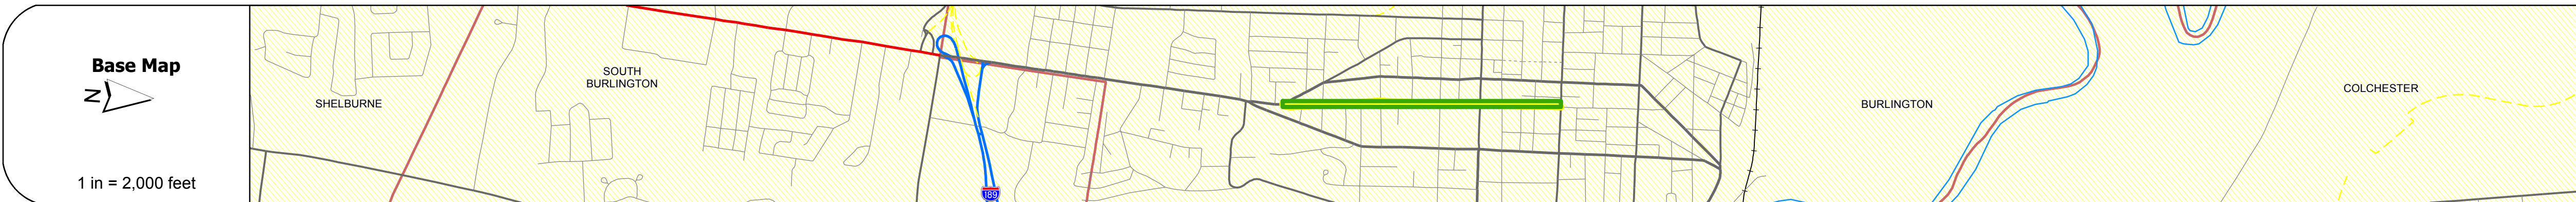 Base Map
N
1 in = 2,000 feet
SHELBURNE
SOUTH
BURLINGTON
189
BURLINGTON
COLCHESTER